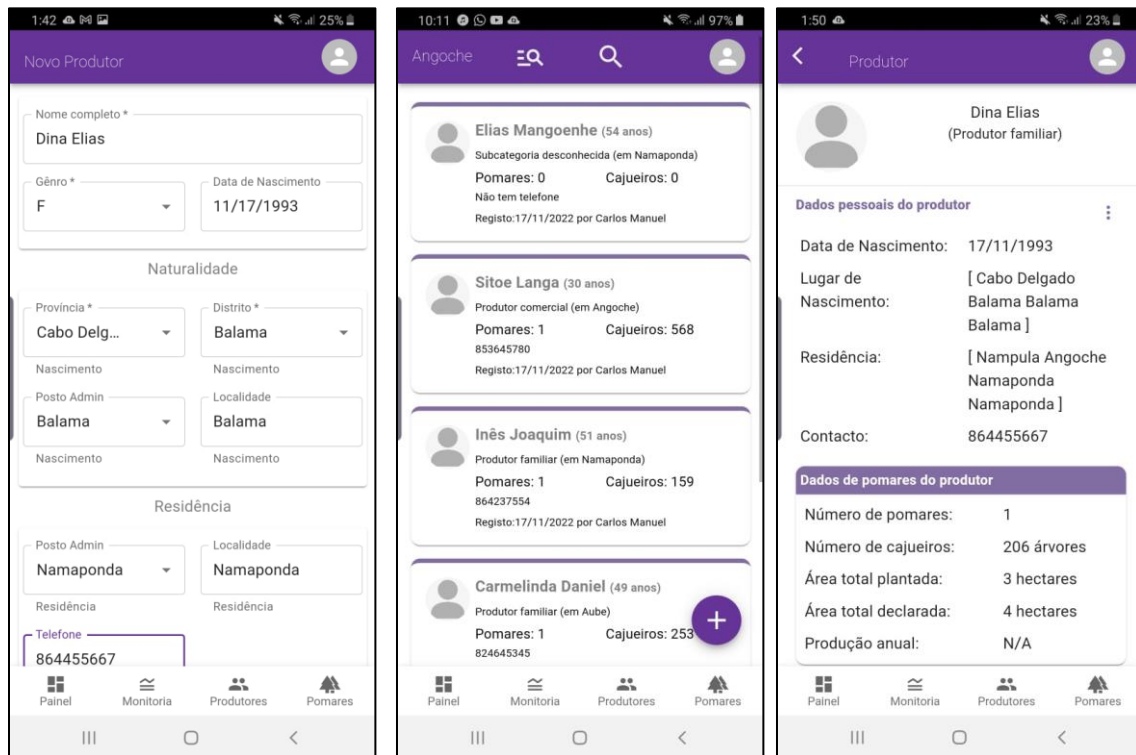 1:42 25%
Novo Produtor
Nome completo *
Dina Elias
Gênro * Data de Nascimento
F 11/17/1993
Naturalidade
Província * Distrito *
Cabo Delg... Balama
Nascimento Nascimento
Posto Admin Localidade
Balama Balama
Nascimento Nascimento
Residência
Posto Admin Localidade
Namaponda Namaponda
Residência Residência
Telefone
864455667
Painel Monitoria Produtores Pomares
10:11 97%
Angoche
Elias Mangoenhe (54 anos)
Subcategoria desconhecida (em Namaponda)
Pomares: 0 Cajueiros: 0
Não tem telefone
Registo:17/11/2022 por Carlos Manuel
Sitoe Langa (30 anos)
Produtor comercial (em Angoche)
Pomares: 1 Cajueiros: 568
853645780
Registo:17/11/2022 por Carlos Manuel
Inês Joaquim (51 anos)
Produtor familiar (em Namaponda)
Pomares: 1 Cajueiros: 159
864237554
Registo:17/11/2022 por Carlos Manuel
Carmelinda Daniel (49 anos)
Produtor familiar (em Aube)
Pomares: 1 Cajueiros: 253
824645345
Painel Monitoria Produtores Pomares
1:50 23%
Produtor
Dina Elias
(Produtor familiar)
Dados pessoais do produtor
Data de Nascimento: 17/11/1993
Lugar de [ Cabo Delgado
Nascimento: Balama Balama
Balama ]
Residência: [ Nampula Angoche
Namaponda
Namaponda ]
Contacto: 864455667
Dados de pomares do produtor
Número de pomares: 1
Número de cajueiros: 206 árvores
Área total plantada: 3 hectares
Área total declarada: 4 hectares
Produção anual: N/A
Painel Monitoria Produtores Pomares